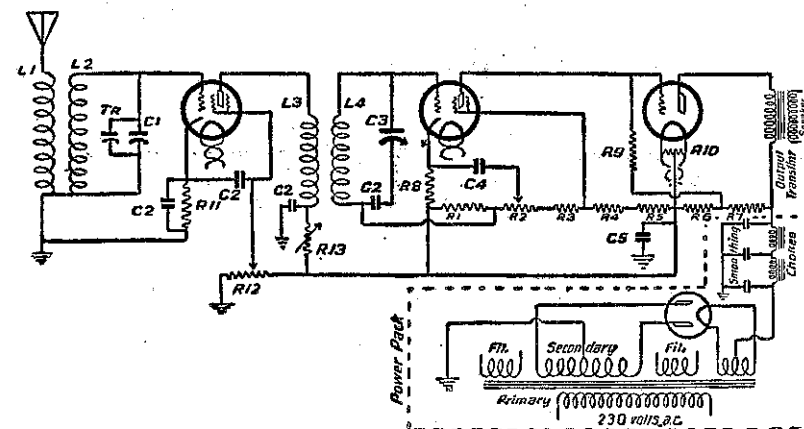 L1
L2
TR
C1
C2
C2
R11
R12
L3
C2
R13
L4
C3
C2
R8
C4
R1
R2
R3
R4
R5
R6
R7
R9
R10
C5
Output
Transfmr
Speaker
Smoothing
Chokes
Power Pack
Fil.
Secondary
Fil.
Primary
230 volts a.c.